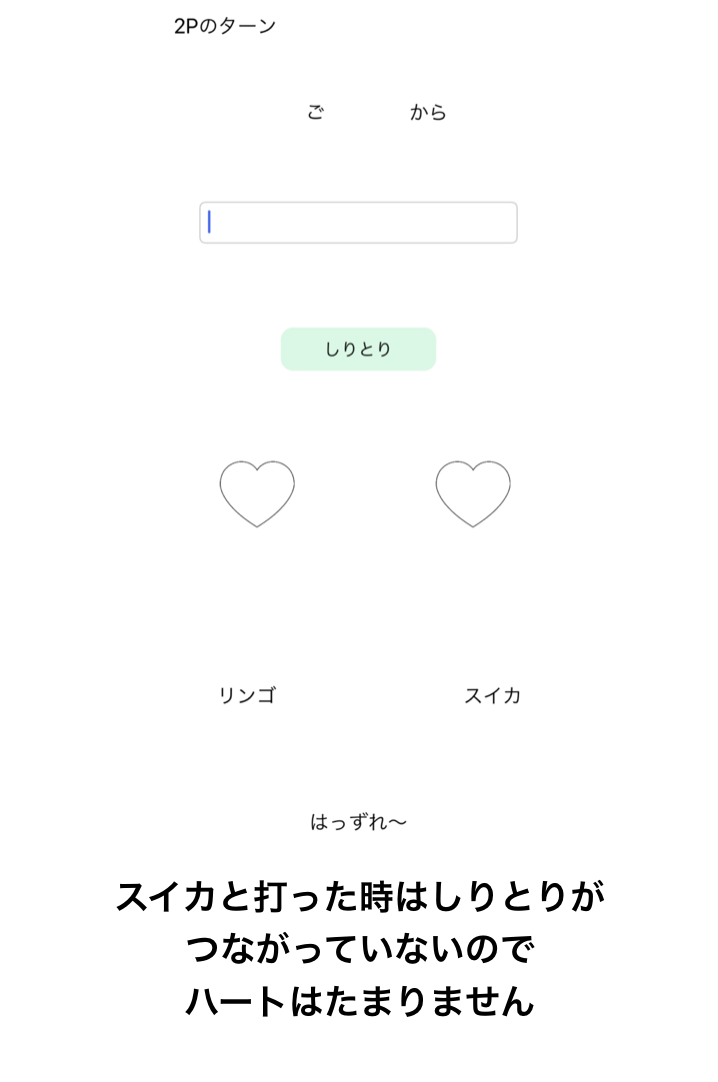 2Pのターン
ご から
しりとり
リンゴ スイカ
はっずれ〜
スイカと打った時はしりとりが
つながっていないので
ハートはたまりません